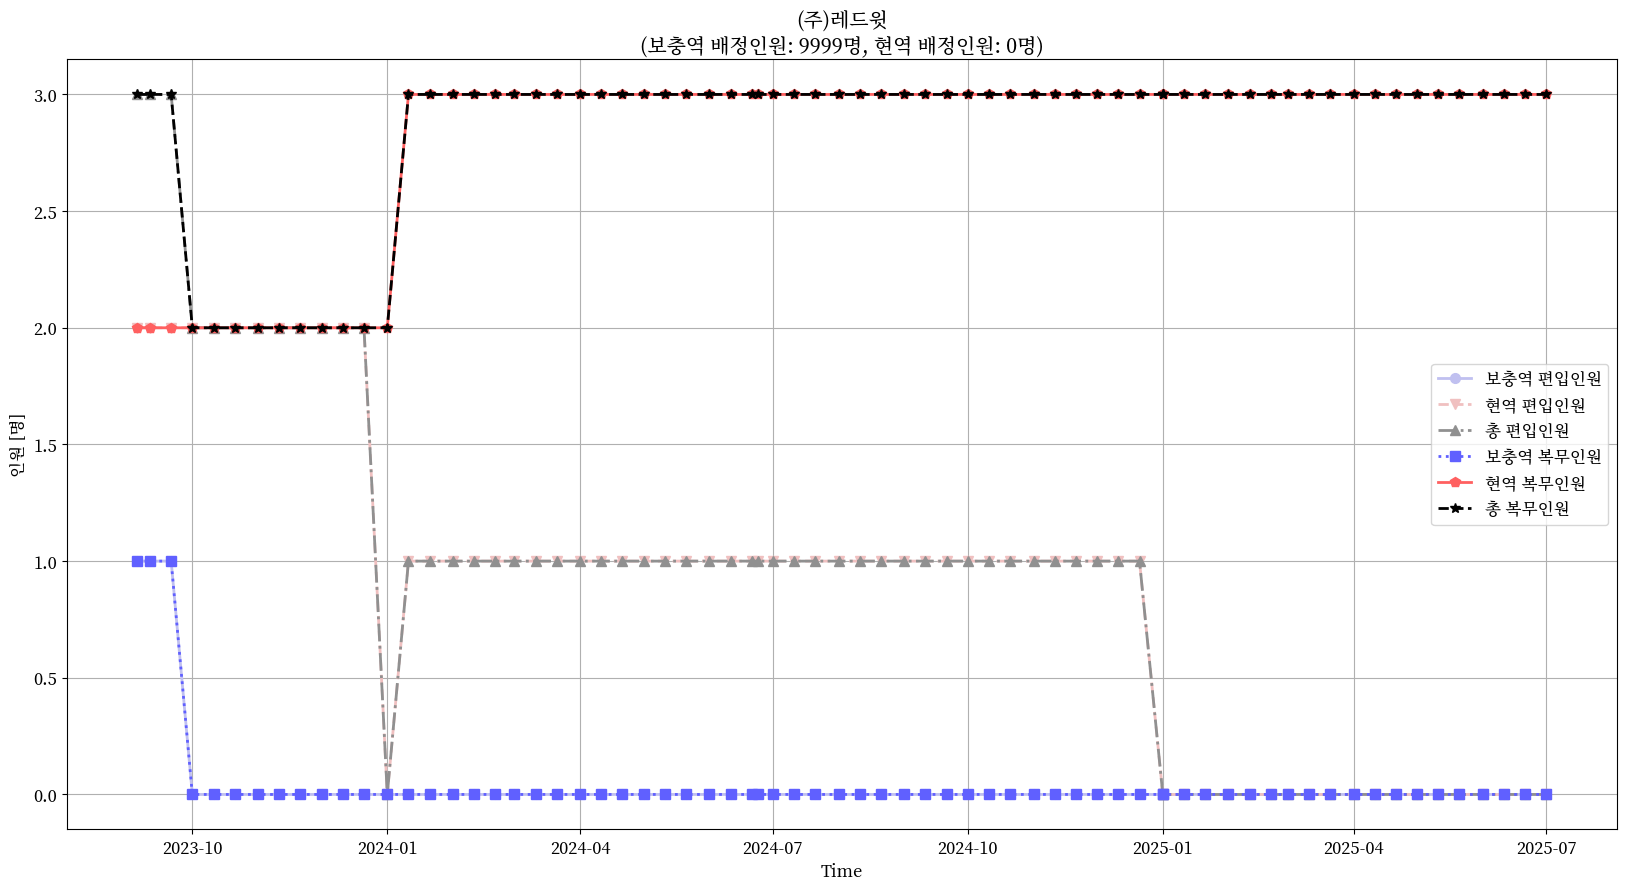 (주)레드윗
(보충역 배정인원: 9999명, 현역 배정인원: 0명)
인원 [명]
3.0
2.5
2.0
1.5
1.0
0.5
0.0
보충역 편입인원
현역 편입인원
총 편입인원
보충역 복무인원
현역 복무인원
총 복무인원
2023-10
2024-01
2024-04
2024-07
2024-10
2025-01
2025-04
2025-07
Time